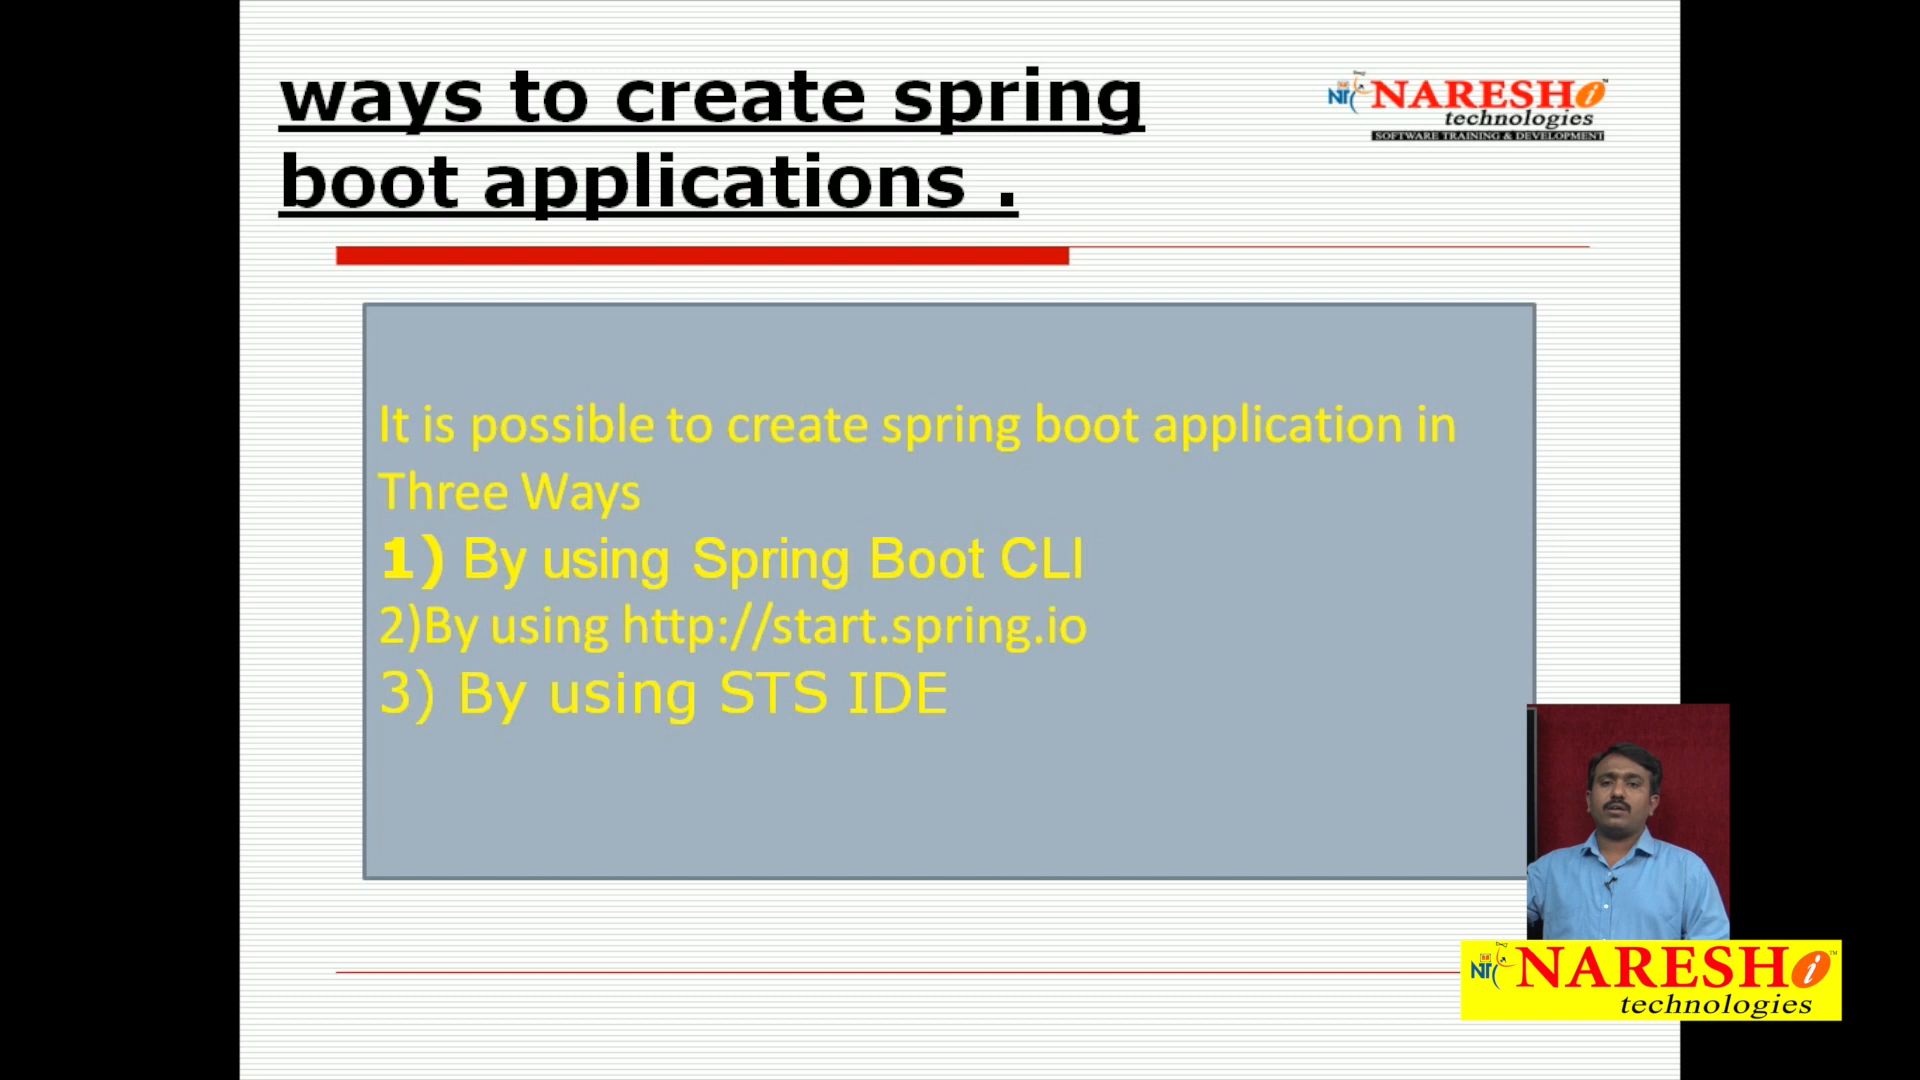 ways to create spring
boot applications .
NARESHi
technologies
SOFTWARE TRAINING & DEVELOPMENT
It is possible to create spring boot application in
Three Ways
1) By using Spring Boot CLI
2)By using http://start.spring.io
3) By using STS IDE
NARESHi
technologies